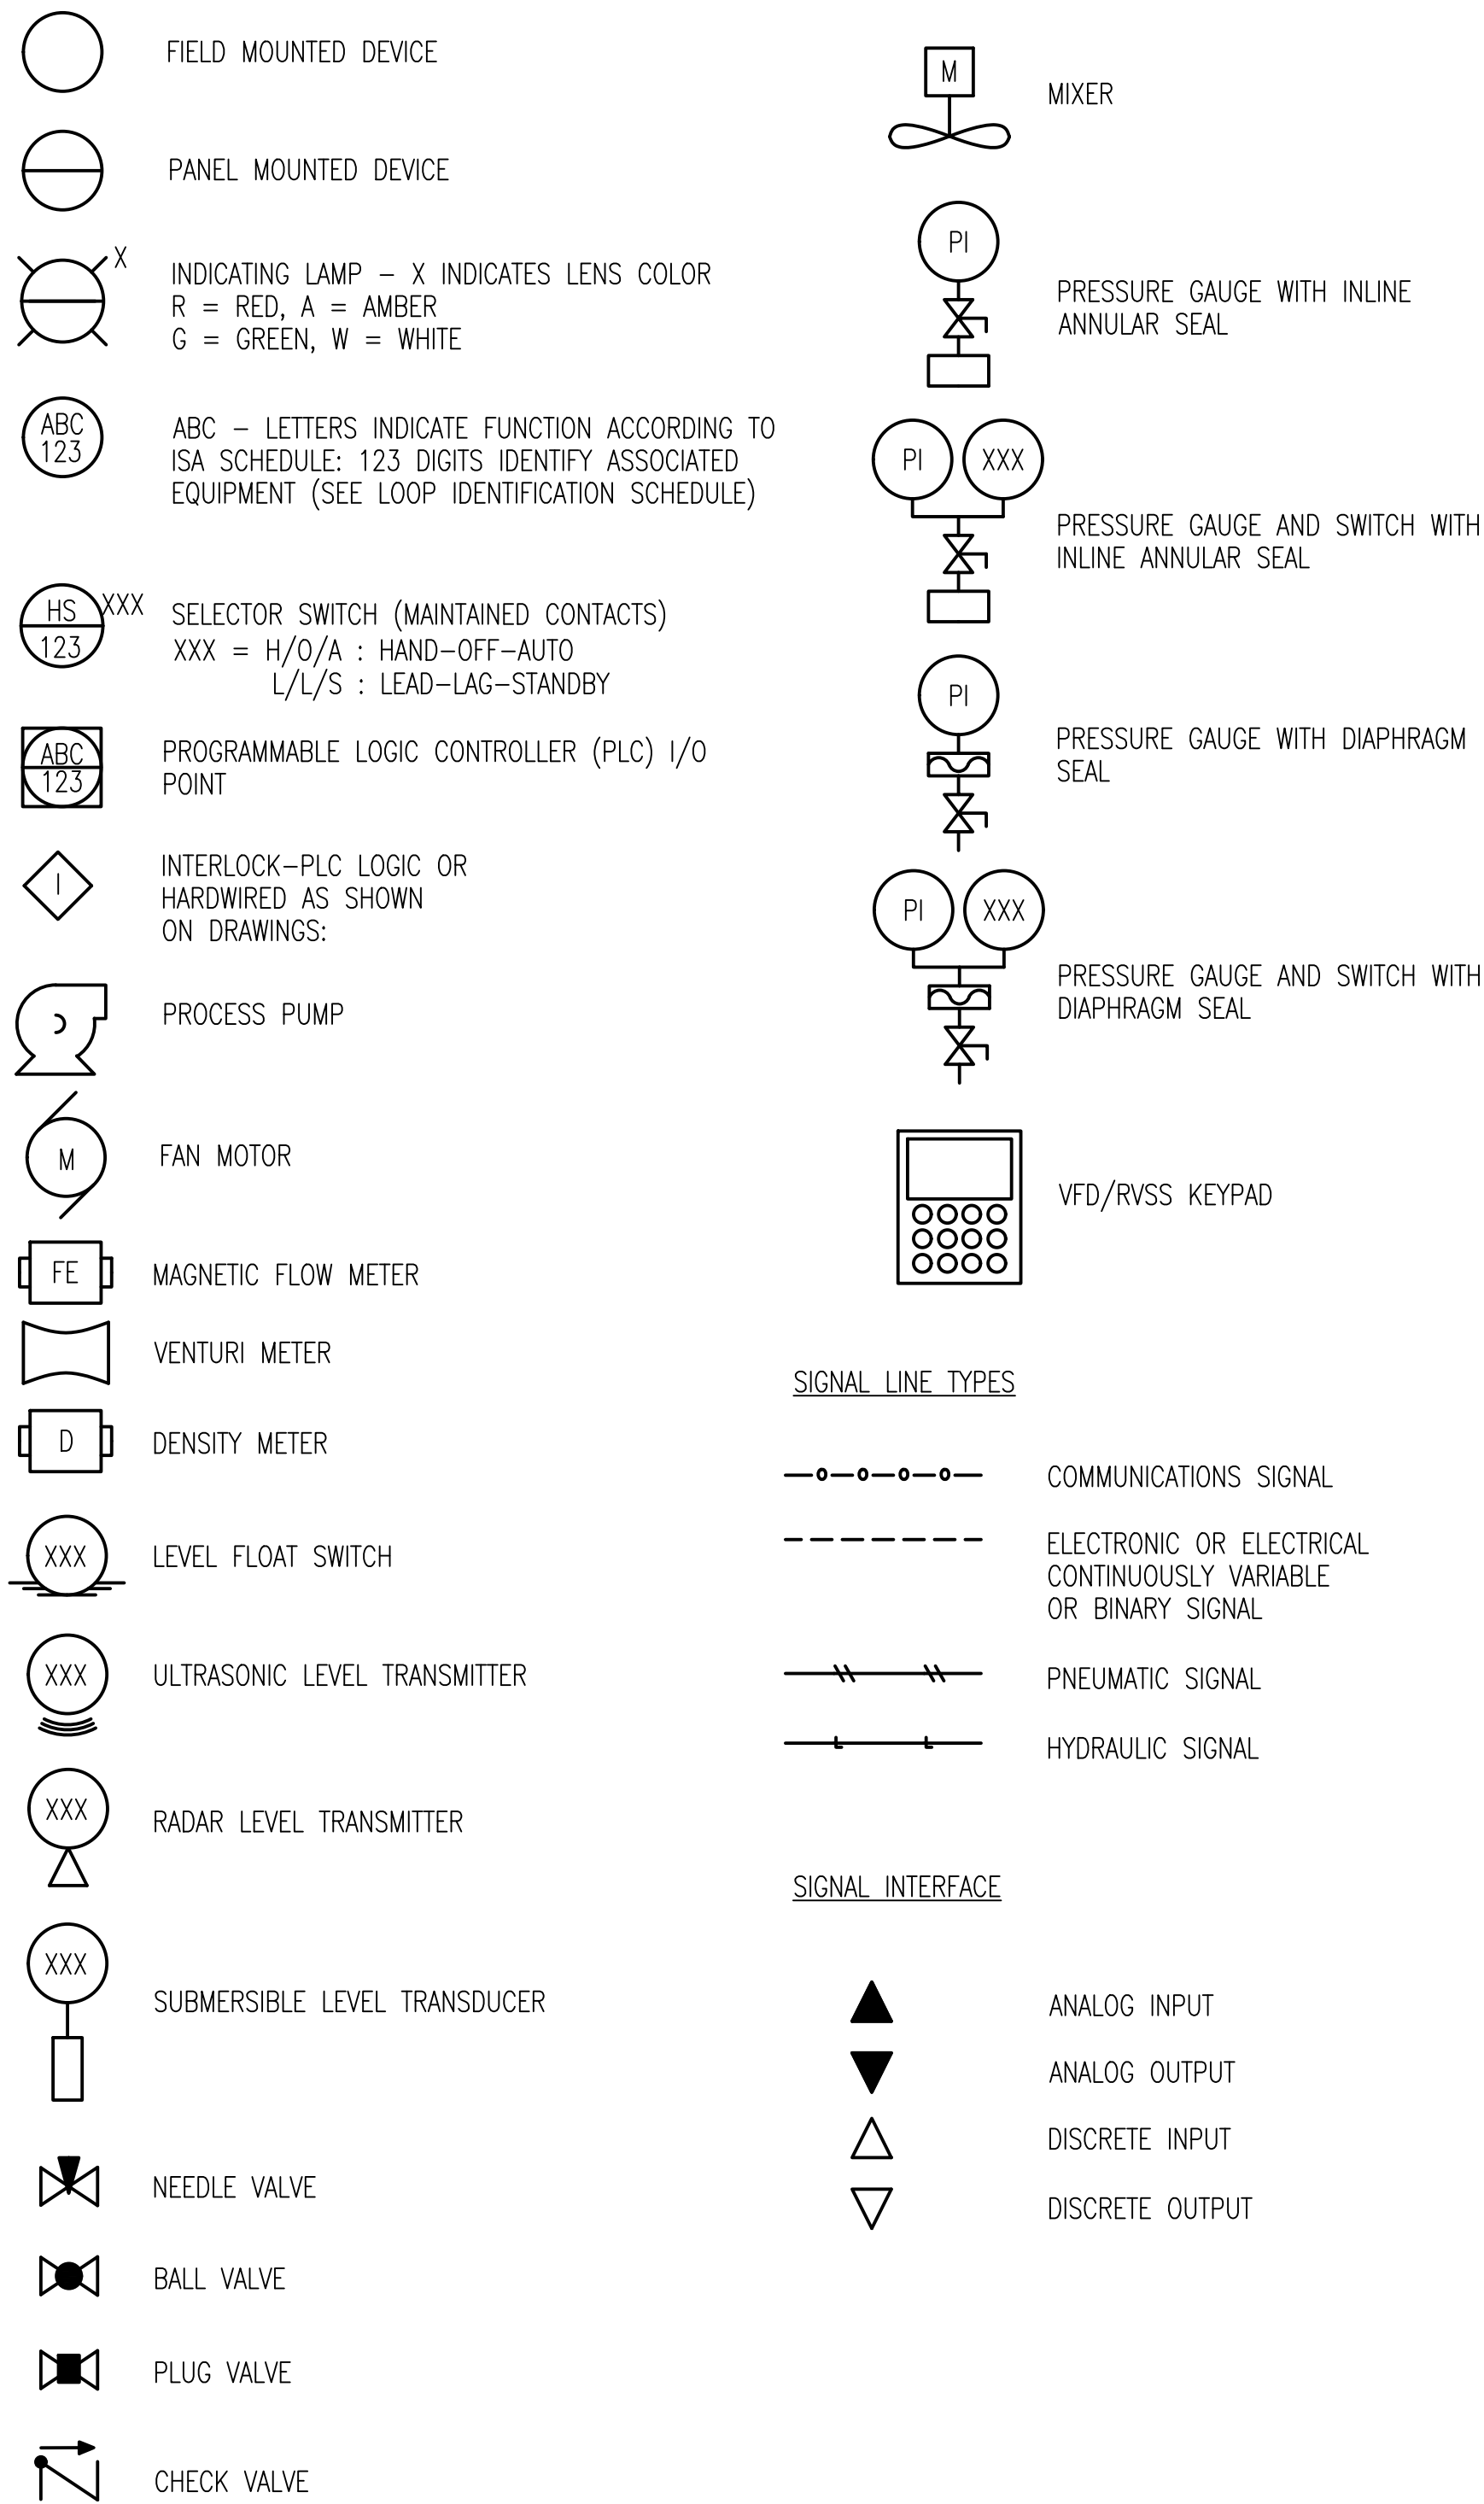 FIELD MOUNTED DEVICE
PANEL MOUNTED DEVICE
X
INDICATING LAMP - X INDICATES LENS COLOR
R = RED, A = AMBER
G = GREEN, W = WHITE
ABC
123
ABC - LETTERS INDICATE FUNCTION ACCORDING TO
ISA SCHEDULE: 123 DIGITS IDENTIFY ASSOCIATED
EQUIPMENT (SEE LOOP IDENTIFICATION SCHEDULE)
HS
123
XXX
SELECTOR SWITCH (MAINTAINED CONTACTS)
XXX = H/O/A : HAND-OFF-AUTO
L/L/S : LEAD-LAG-STANDBY
ABC
123
PROGRAMMABLE LOGIC CONTROLLER (PLC) I/O
POINT
I
INTERLOCK-PLC LOGIC OR
HARDWIRED AS SHOWN
ON DRAWINGS:
PROCESS PUMP
M
FAN MOTOR
FE
MAGNETIC FLOW METER
VENTURI METER
D
DENSITY METER
XXX
LEVEL FLOAT SWITCH
XXX
ULTRASONIC LEVEL TRANSMITTER
XXX
RADAR LEVEL TRANSMITTER
XXX
SUBMERSIBLE LEVEL TRANSDUCER
NEEDLE VALVE
BALL VALVE
PLUG VALVE
CHECK VALVE
M
MIXER
PI
PRESSURE GAUGE WITH INLINE
ANNULAR SEAL
PI XXX
PRESSURE GAUGE AND SWITCH WITH
INLINE ANNULAR SEAL
PI
PRESSURE GAUGE WITH DIAPHRAGM
SEAL
PI XXX
PRESSURE GAUGE AND SWITCH WITH
DIAPHRAGM SEAL
VFD/RVSS KEYPAD
SIGNAL LINE TYPES
COMMUNICATIONS SIGNAL
ELECTRONIC OR ELECTRICAL
CONTINUOUSLY VARIABLE
OR BINARY SIGNAL
PNEUMATIC SIGNAL
HYDRAULIC SIGNAL
SIGNAL INTERFACE
ANALOG INPUT
ANALOG OUTPUT
DISCRETE INPUT
DISCRETE OUTPUT